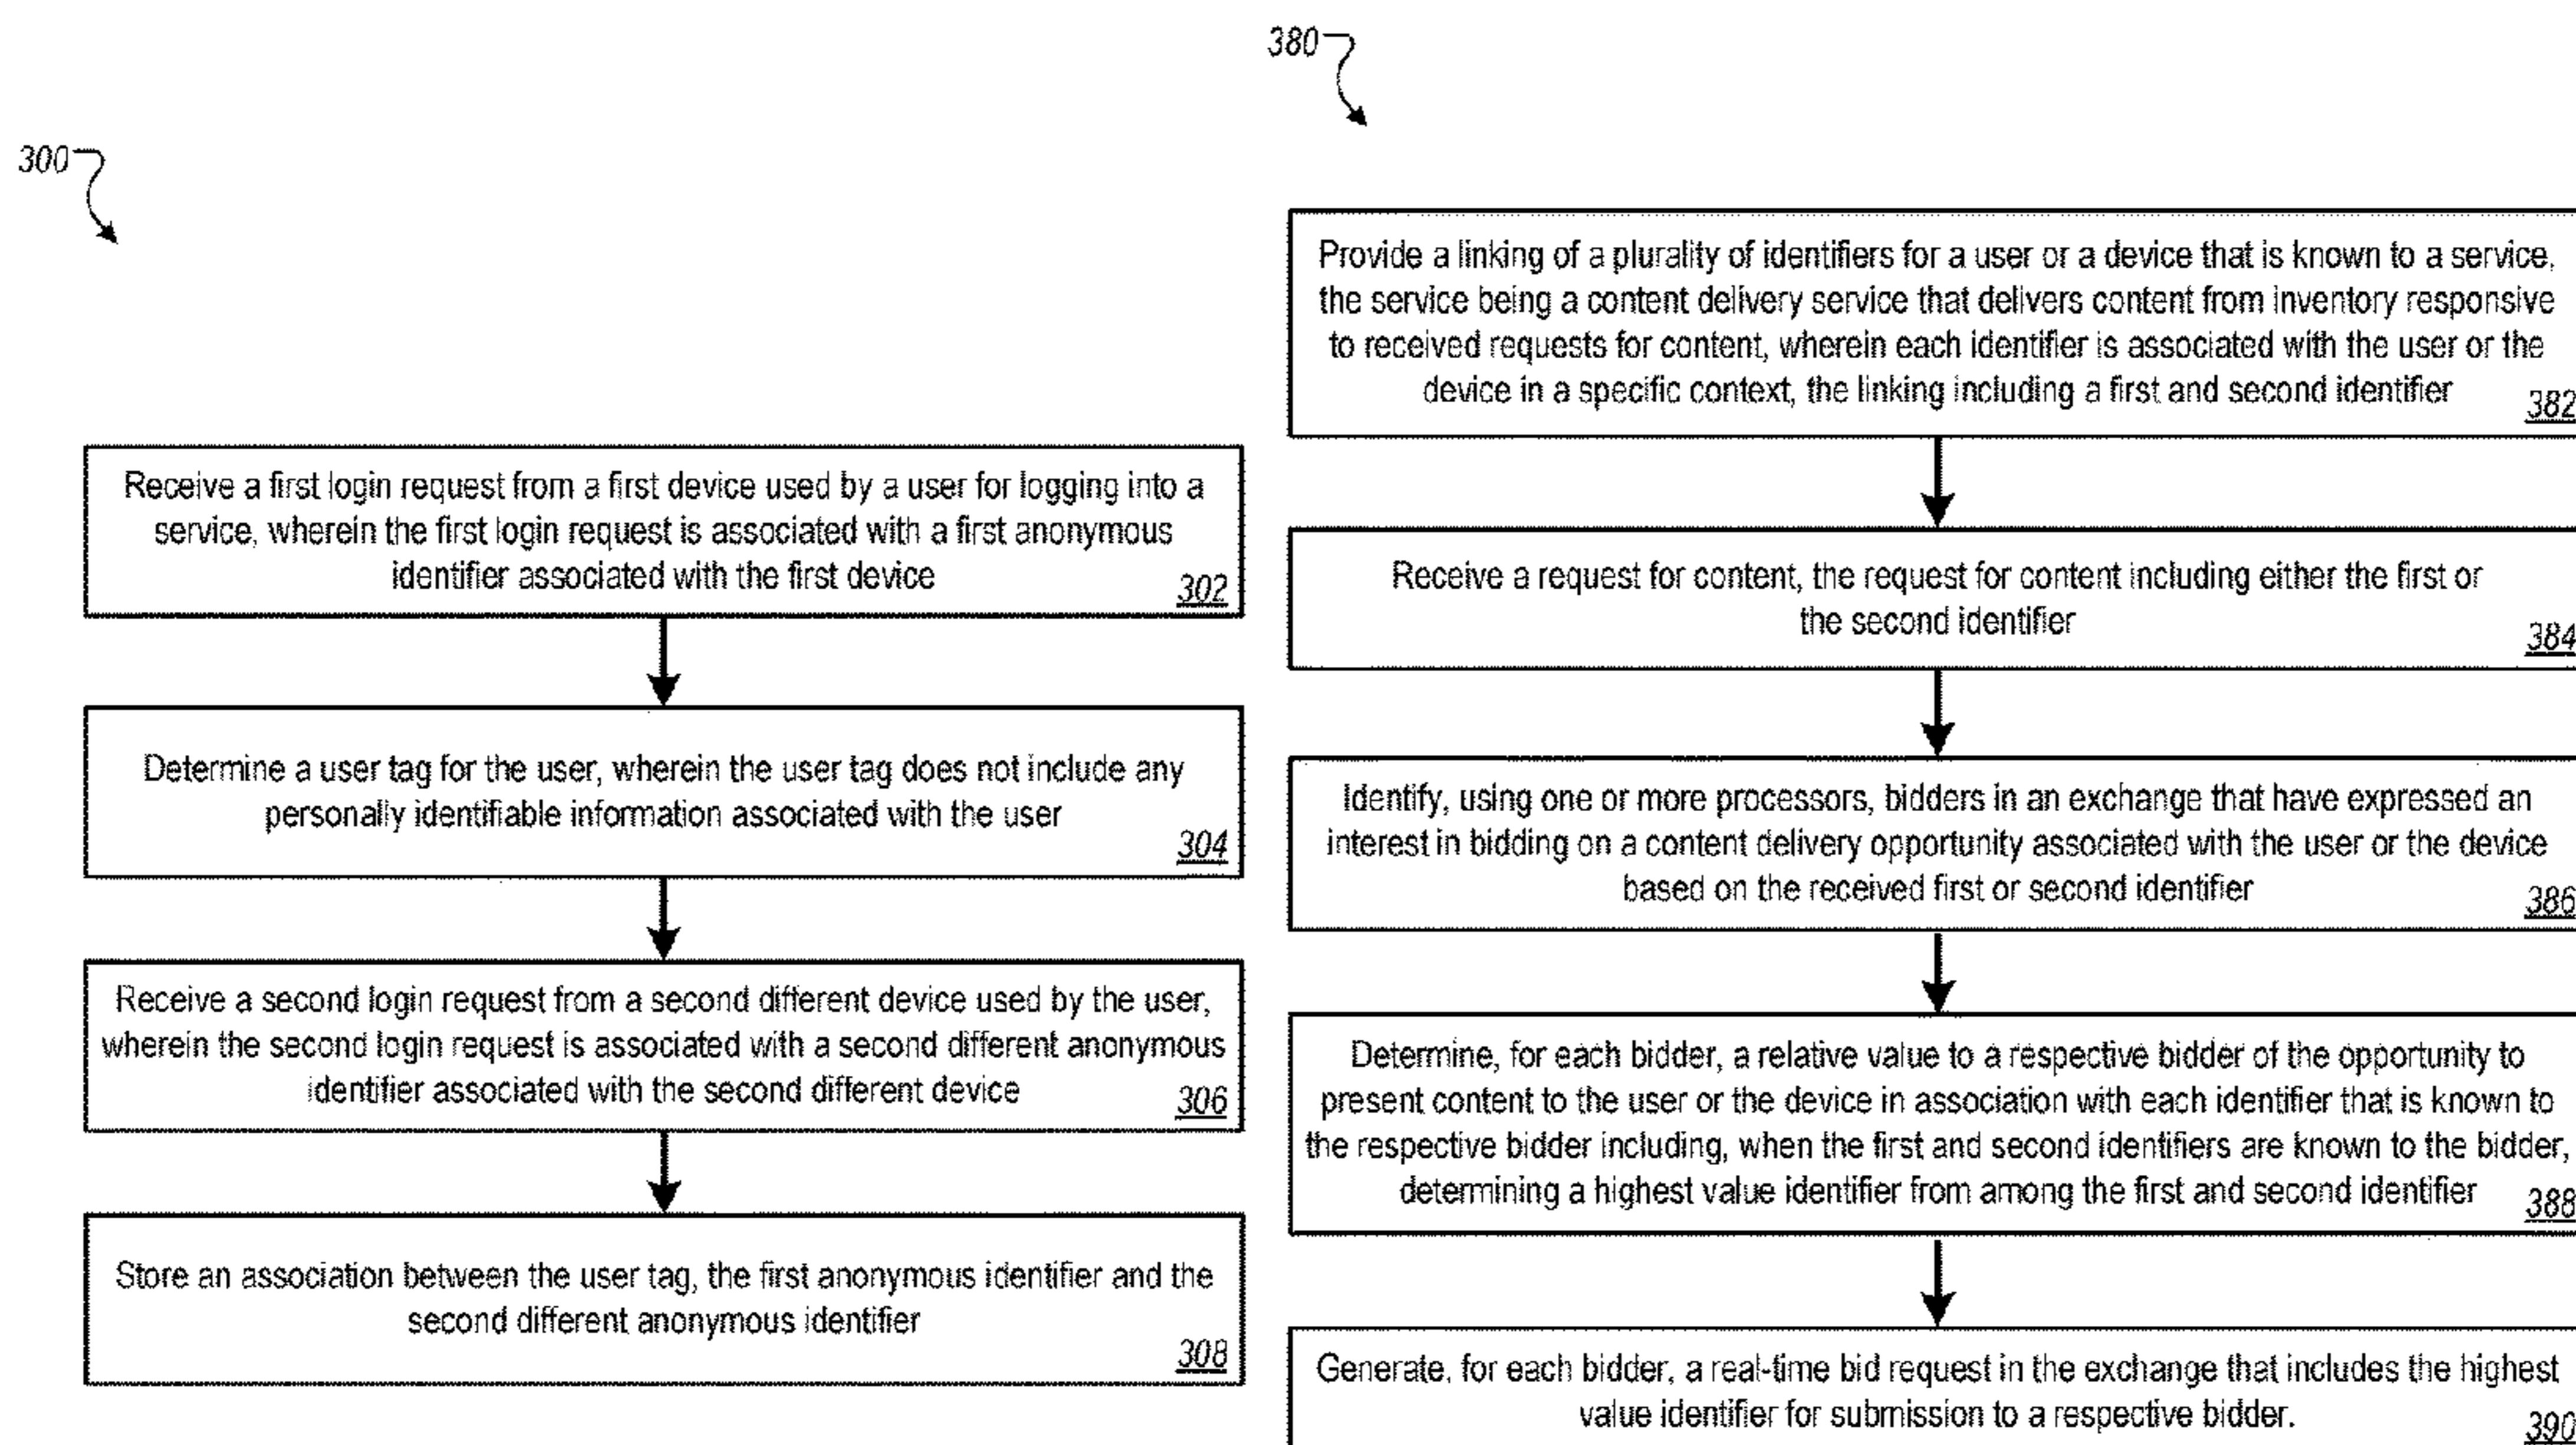 300
Receive a first login request from a first device used by a user for logging into a
service, wherein the first login request is associated with a first anonymous
identifier associated with the first device
302
Determine a user tag for the user, wherein the user tag does not include any
personally identifiable information associated with the user
304
Receive a second login request from a second different device used by the user,
wherein the second login request is associated with a second different anonymous
identifier associated with the second different device
306
Store an association between the user tag, the first anonymous identifier and the
second different anonymous identifier
308
380
Provide a linking of a plurality of identifiers for a user or a device that is known to a service,
the service being a content delivery service that delivers content from inventory responsive
to received requests for content, wherein each identifier is associated with the user or the
device in a specific context, the linking including a first and second identifier
382
Receive a request for content, the request for content including either the first or
the second identifier
384
Identify, using one or more processors, bidders in an exchange that have expressed an
interest in bidding on a content delivery opportunity associated with the user or the device
based on the received first or second identifier
386
Determine, for each bidder, a relative value to a respective bidder of the opportunity to
present content to the user or the device in association with each identifier that is known to
the respective bidder including, when the first and second identifiers are known to the bidder,
determining a highest value identifier from among the first and second identifier
388
Generate, for each bidder, a real-time bid request in the exchange that includes the highest
value identifier for submission to a respective bidder.
390